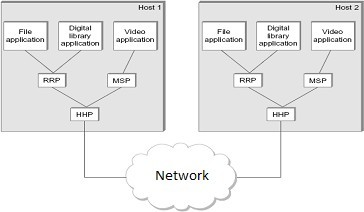 Host 1
File application
Digital library application
Video application
RRP
MSP
HHP
Host 2
File application
Digital library application
Video application
RRP
MSP
HHP
Network